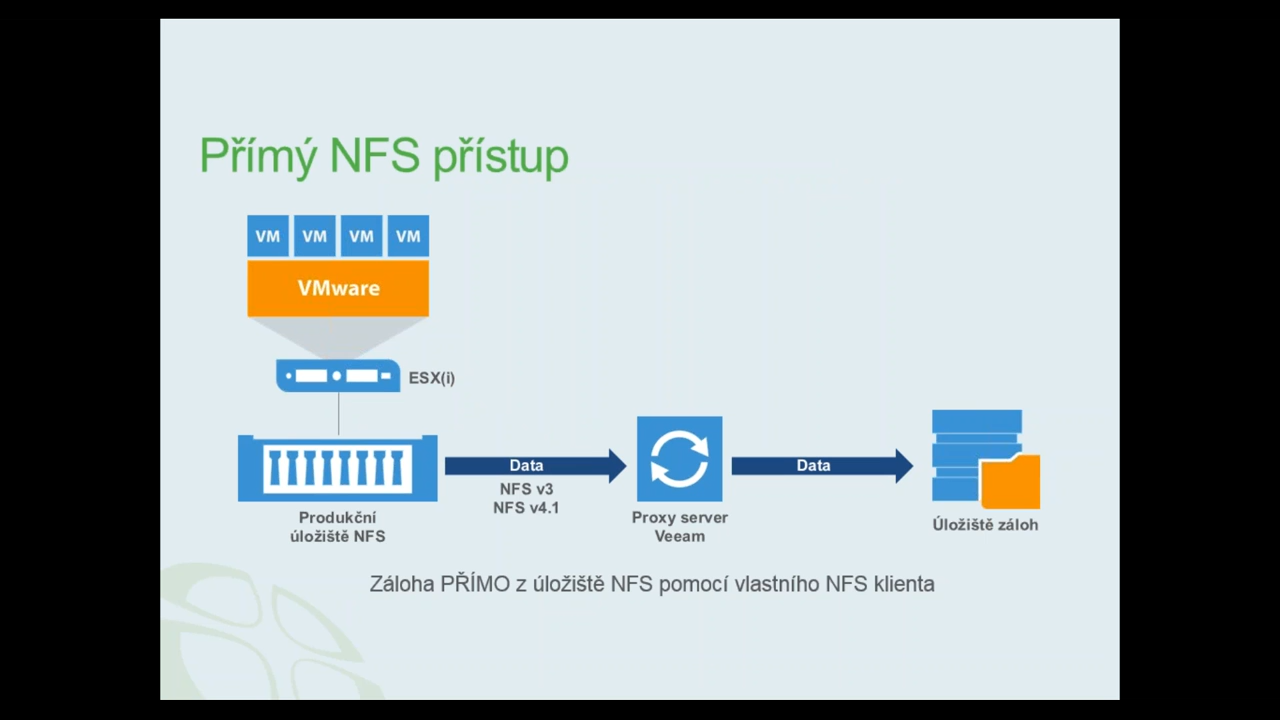 Přímý NFS přístup
VM VM VM VM
VMware
ESX(i)
Data
NFS v3
NFS v4.1
Data
Produkční
úložiště NFS
Proxy server
Veeam
Úložiště záloh
Záloha PŘÍMO z úložiště NFS pomocí vlastního NFS klienta